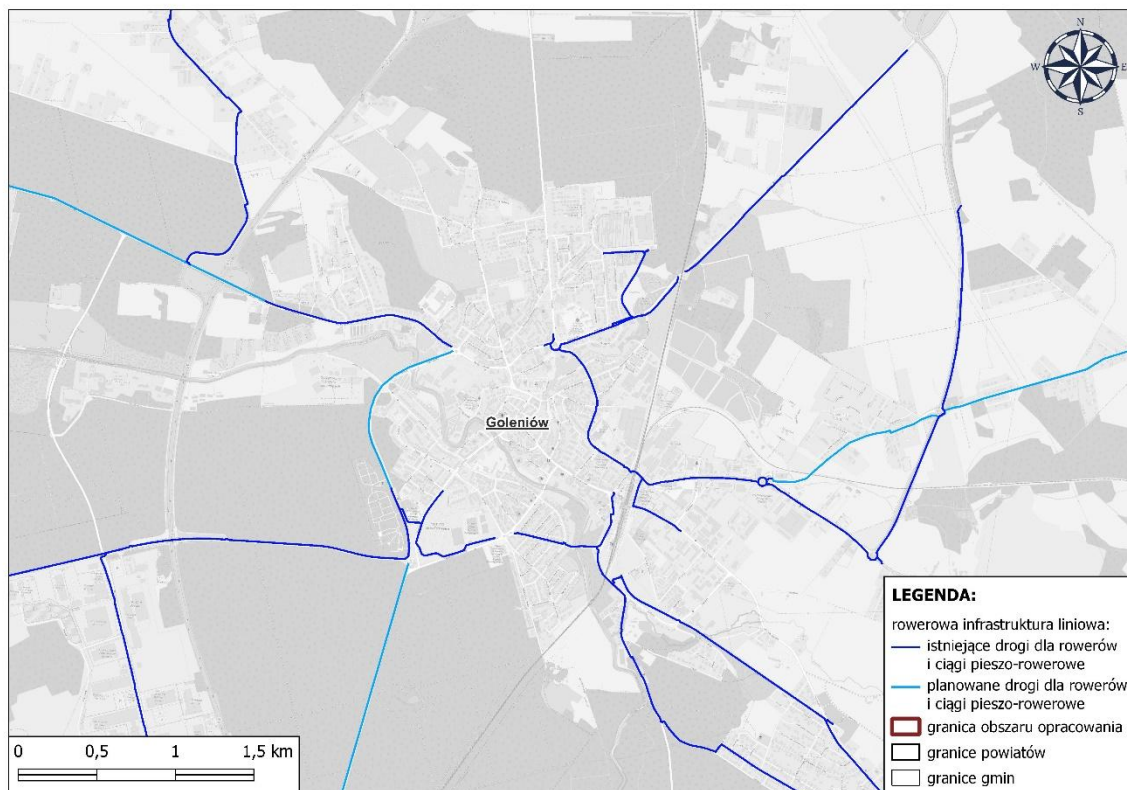 N
W
E
S
Goleniów
LEGENDA:
rowerowa infrastruktura liniowa:
istniejące drogi dla rowerów
i ciągi pieszo-rowerowe
planowane drogi dla rowerów
i ciągi pieszo-rowerowe
granica obszaru opracowania
granice powiatów
granice gmin
0 0,5 1 1,5 km